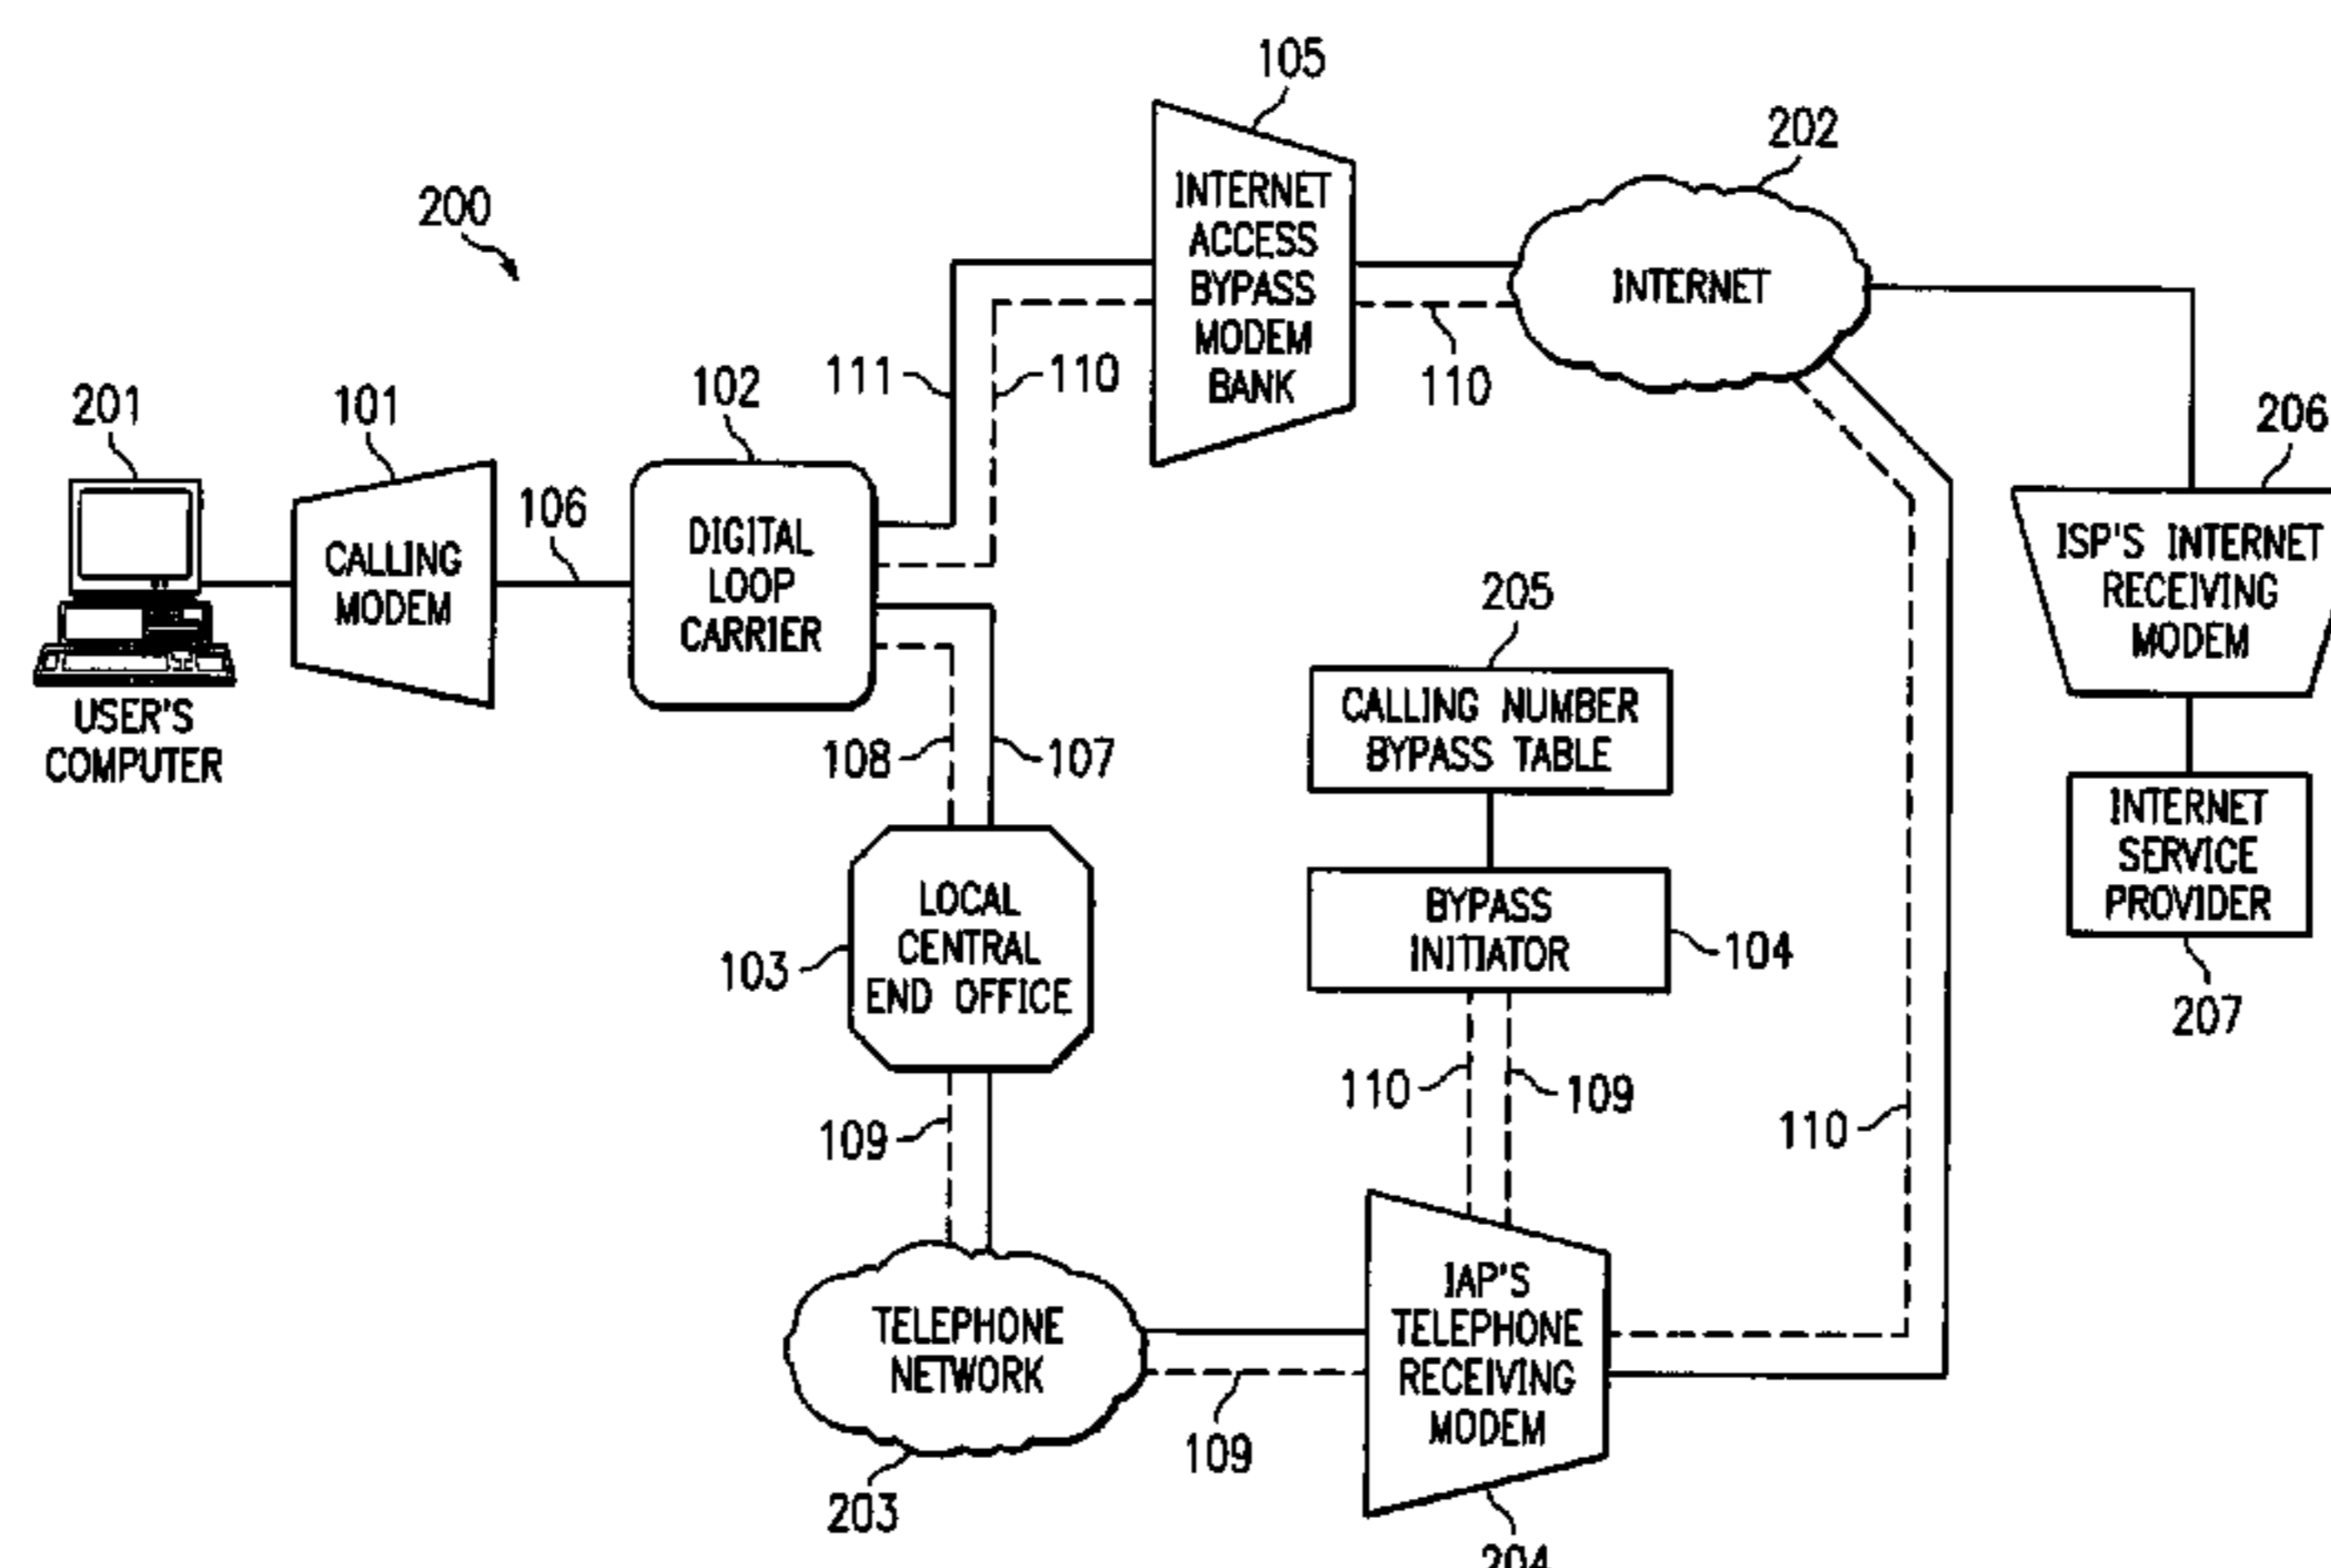 105
202
200
INTERNET
ACCESS
BYPASS
MODEM
BANK
INTERNET
111
110
110
201
101
102
206
106
CALLING
MODEM
DIGITAL
LOOP
CARRIER
ISP'S INTERNET
RECEIVING
MODEM
205
USER'S
COMPUTER
CALLING NUMBER
BYPASS TABLE
108
107
INTERNET
SERVICE
PROVIDER
LOCAL
CENTRAL
END OFFICE
103
BYPASS
INITIATOR
104
207
110
109
109
110
TELEPHONE
NETWORK
IAP'S
TELEPHONE
RECEIVING
MODEM
109
203
204